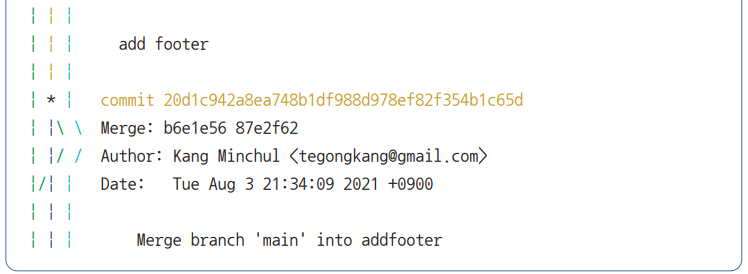 | | |
| | |     add footer
| | |
| * |   commit 20d1c942a8ea748b1df988d978ef82f354b1c65d
| |\ \  Merge: b6e1e56 87e2f62
| |/ /  Author: Kang Minchul <tegongkang@gmail.com>
|/| |   Date:   Tue Aug 3 21:34:09 2021 +0900
| | |
| | |       Merge branch 'main' into addfooter